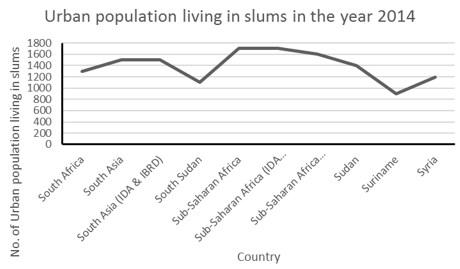 Urban population living in slums in the year 2014
No. of Urban population living in slums
1800
1600
1400
1200
1000
800
600
400
200
0
South Africa
South Asia
South Asia (IDA & IBRD)
South Sudan
Sub-Saharan Africa
Sub-Saharan Africa (IDA...
Sub-Saharan Africa...
Sudan
Suriname
Syria
Country